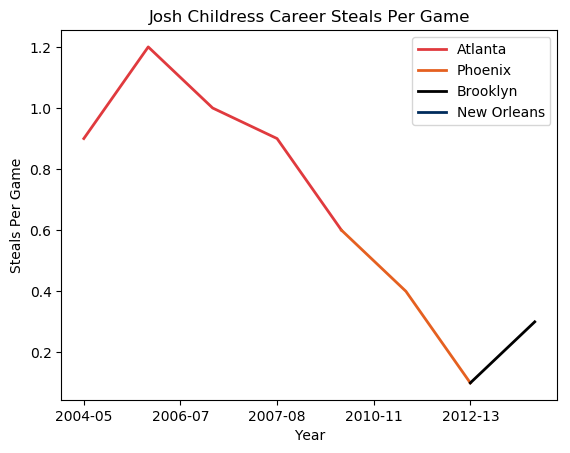 Josh Childress Career Steals Per Game
Atlanta
Phoenix
Brooklyn
New Orleans
1.2
1.0
0.8
0.6
0.4
0.2
Steals Per Game
2004-05 2006-07 2007-08 2010-11 2012-13
Year